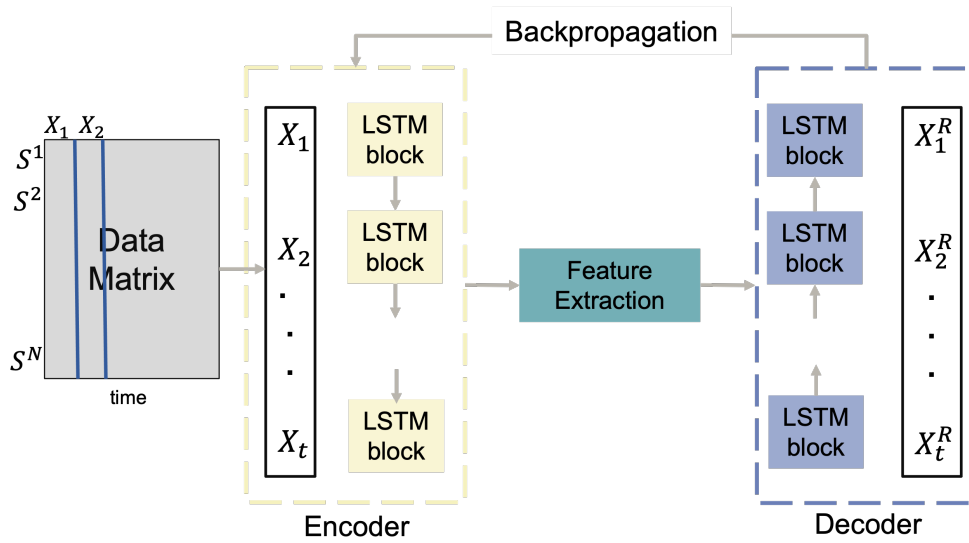 Backpropagation
X₁ X₂
S¹
S²
Sᴺ
Data
Matrix
time
X₁
X₂
.
.
.
Xₜ
LSTM
block
LSTM
block
LSTM
block
Encoder
Feature
Extraction
LSTM
block
LSTM
block
LSTM
block
X₁ᴿ
X₂ᴿ
.
.
.
Xₜᴿ
Decoder